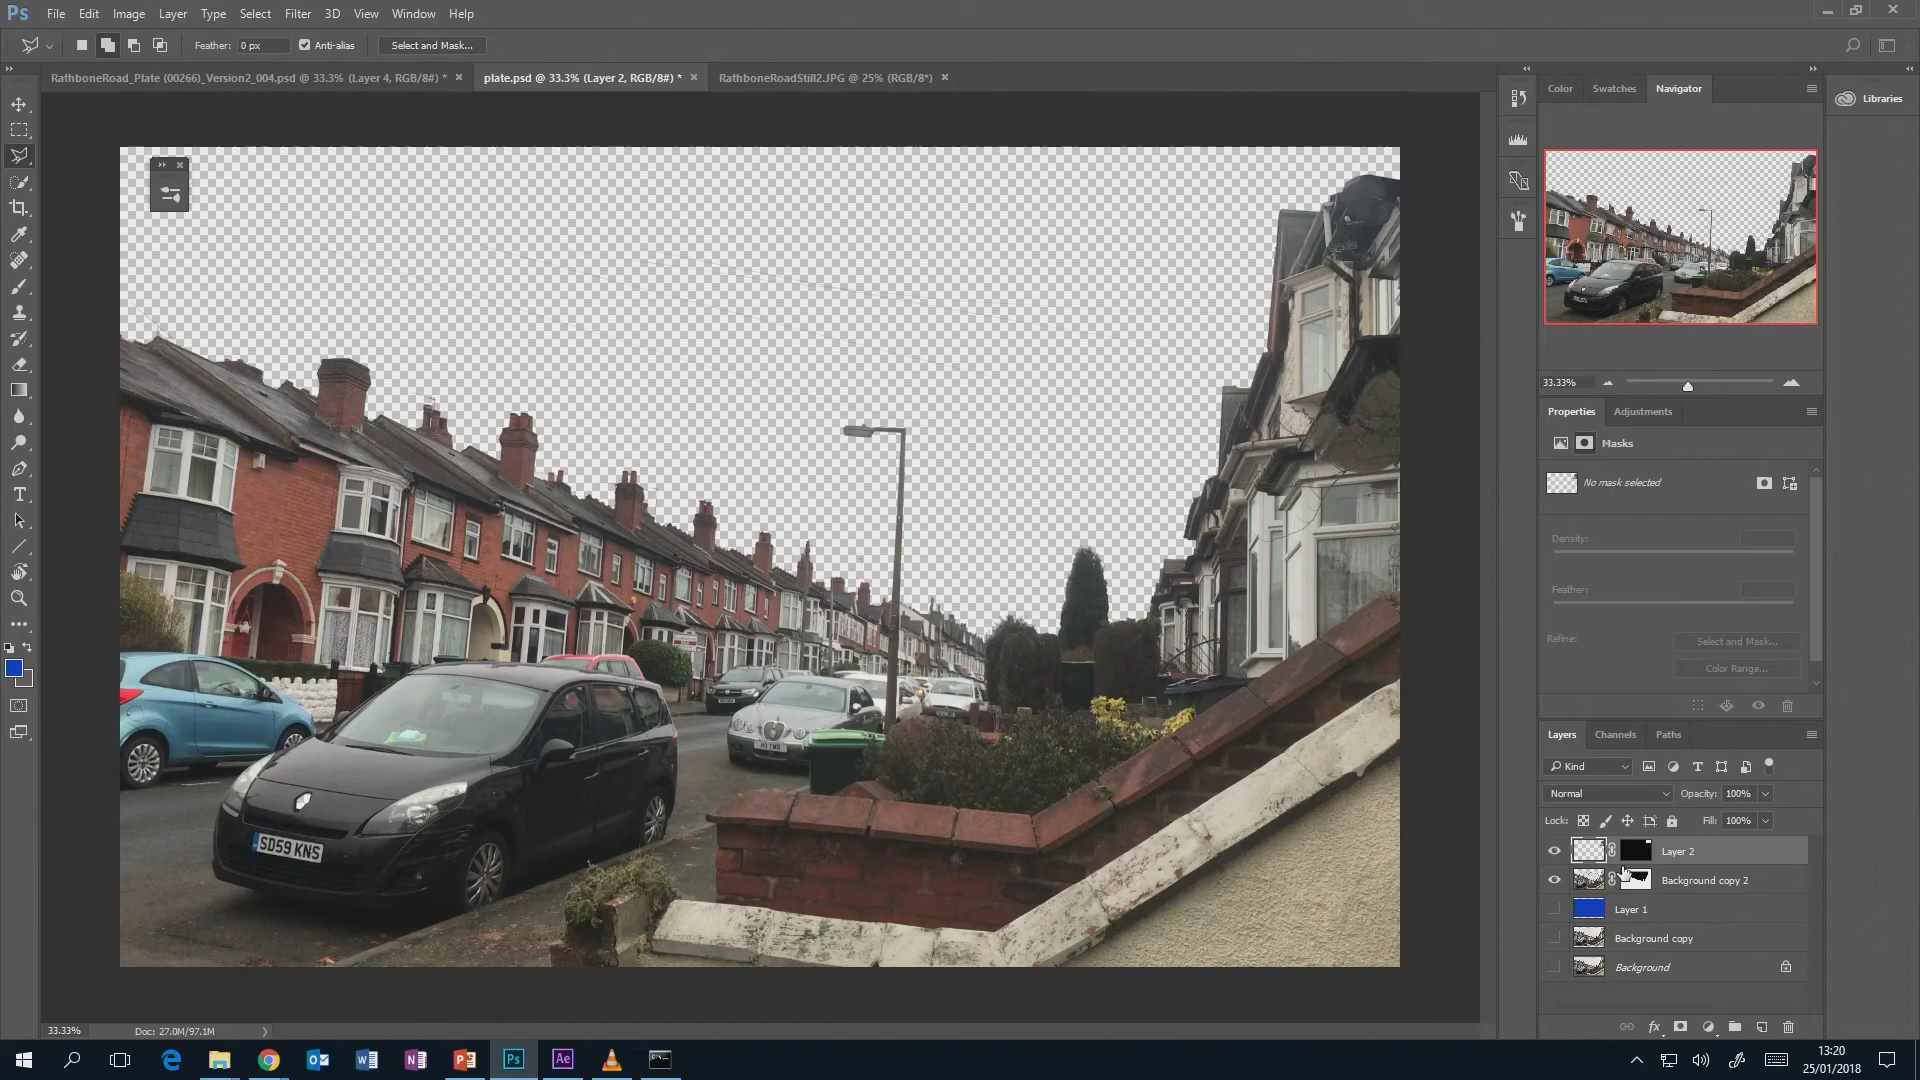 Ps File Edit Image Layer Type Select Filter 3D View Window Help
Feather: 0 px Anti-alias Select and Mask...
RathboneRoad_Plate (00266)_Version2_004.psd @ 33.3% (Layer 4, RGB/8#) * plate.psd @ 33.3% (Layer 2, RGB/8#) * RathboneRoadStill2.JPG @ 25% (RGB/8*)
Color Swatches Navigator
Libraries
33.33%
Properties Adjustments
Masks
No mask selected
Density:
Feather:
Refine: Select and Mask...
Color Range...
Layers Channels Paths
Kind
Normal Opacity: 100%
Lock: Fill: 100%
Layer 2
Background copy 2
Layer 1
Background copy
Background
SD59 KNS
33.33% Doc: 27.0M/97.1M
Ps Ae
13:20
25/01/2018